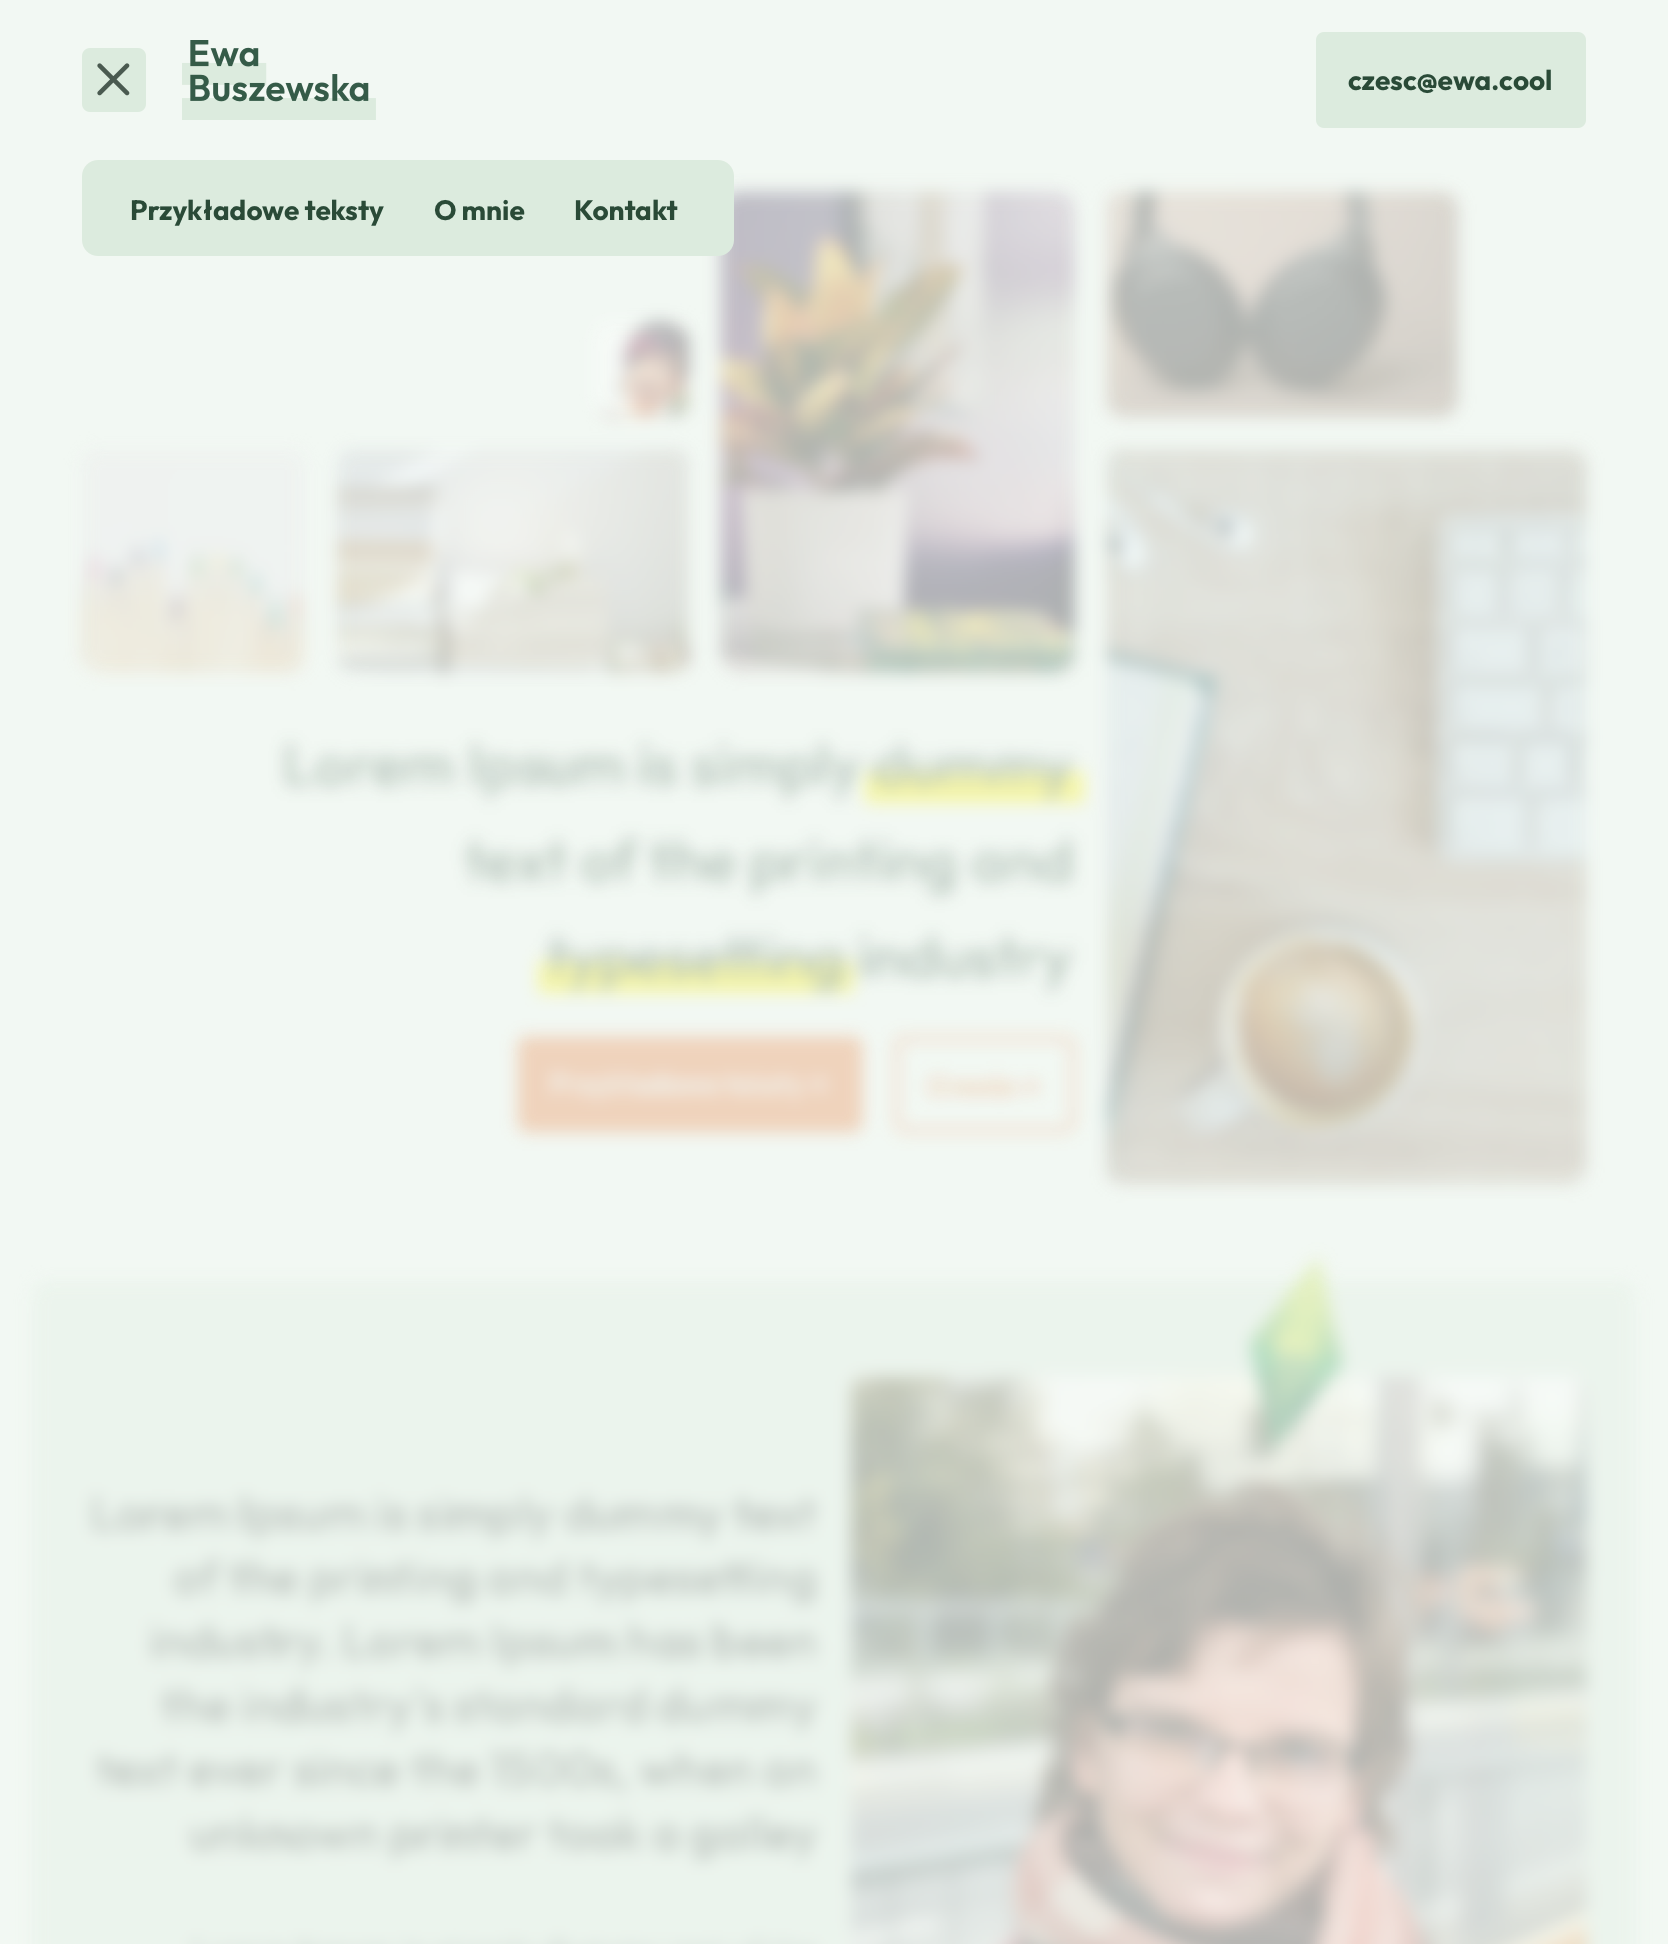 Ewa
Buszewska
czesc@ewa.cool
Przykładowe teksty
O mnie
Kontakt
Lorem Ipsum is simply dummy
text of the printing and
typesetting industry
Lorem Ipsum is simply dummy text
of the printing and typesetting
industry. Lorem Ipsum has been
the industry's standard dummy
text ever since the 1500s, when an
unknown printer took a galley